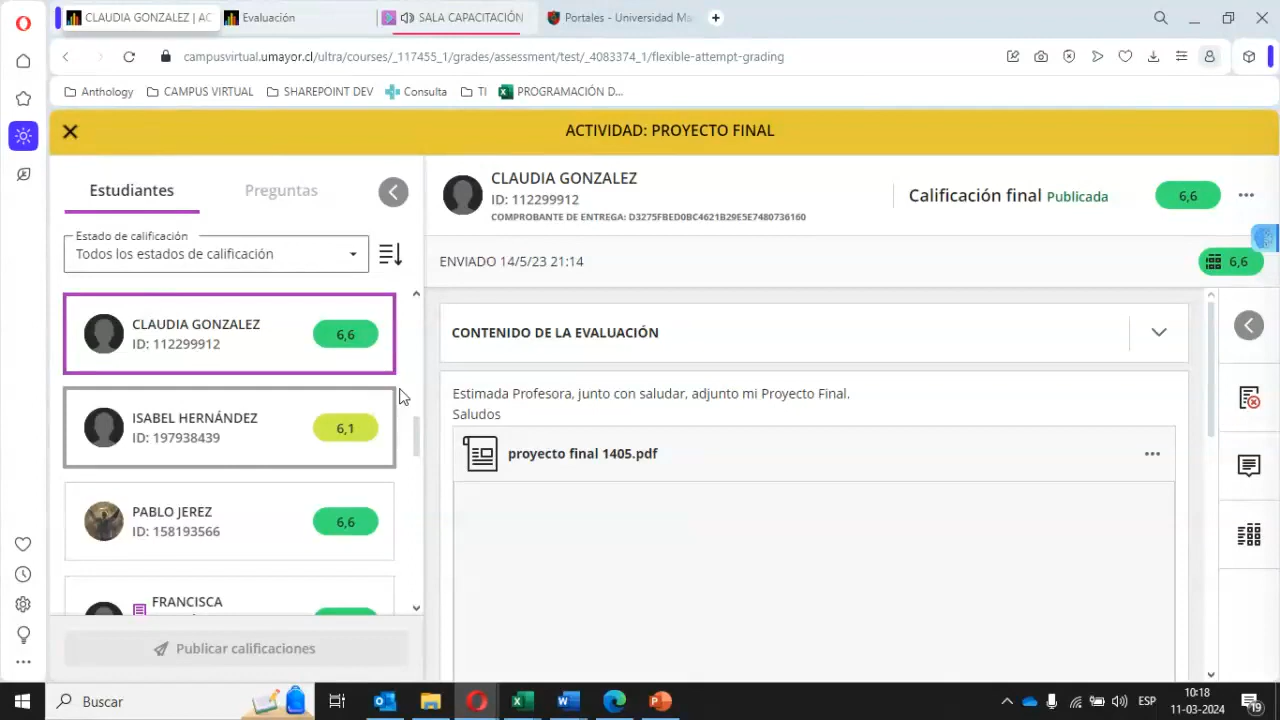 CLAUDIA GONZALEZ | AC
Evaluación
SALA CAPACITACIÓN
Portales - Universidad Ma
campusvirtual.umayor.cl/ultra/courses/_117455_1/grades/assessment/test/_4083374_1/flexible-attempt-grading
Anthology
CAMPUS VIRTUAL
SHAREPOINT DEV
Consulta
TI
PROGRAMACIÓN D...
ACTIVIDAD: PROYECTO FINAL
Estudiantes
Preguntas
Estado de calificación
Todos los estados de calificación
CLAUDIA GONZALEZ
ID: 112299912
6,6
ISABEL HERNÁNDEZ
ID: 197938439
6,1
PABLO JEREZ
ID: 158193566
6,6
FRANCISCA
Publicar calificaciones
CLAUDIA GONZALEZ
ID: 112299912
COMPROBANTE DE ENTREGA: D3275FBED0BC4621B29E5E7480736160
Calificación final Publicada
6,6
ENVIADO 14/5/23 21:14
6,6
CONTENIDO DE LA EVALUACIÓN
Estimada Profesora, junto con saludar, adjunto mi Proyecto Final.
Saludos
proyecto final 1405.pdf
Buscar
ESP
10:18
11-03-2024
19